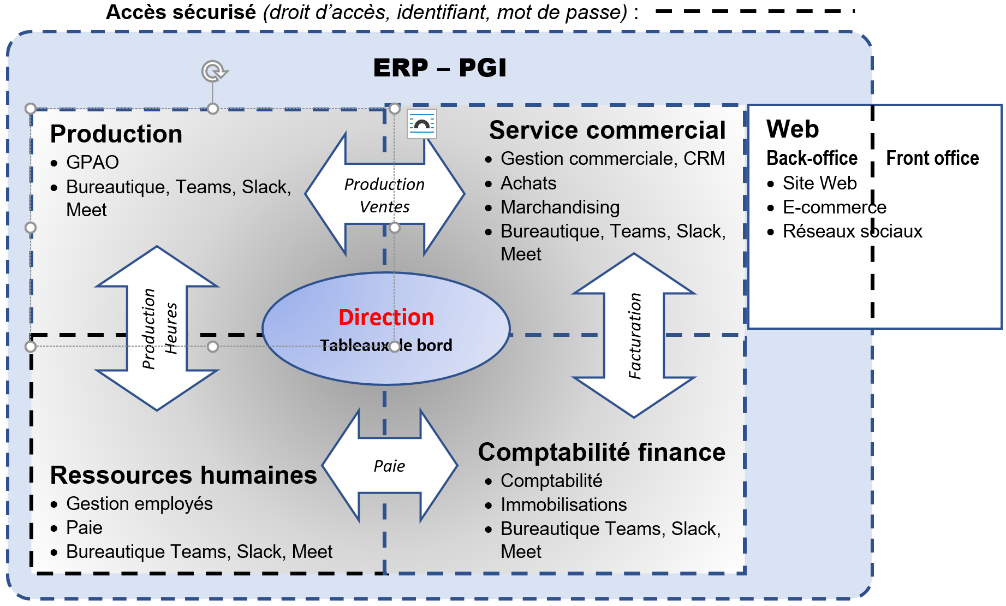 Accès sécurisé (droit d'accès, identifiant, mot de passe) :
ERP – PGI
Production
• GPAO
• Bureautique, Teams, Slack,
Meet
Production
Ventes
Service commercial
• Gestion commerciale, CRM
• Achats
• Marchandising
• Bureautique, Teams, Slack,
Meet
Web
Back-office Front office
• Site Web
• E-commerce
• Réseaux sociaux
Production
Heures
Direction
Tableaux de bord
Facturation
Ressources humaines
• Gestion employés
• Paie
• Bureautique Teams, Slack, Meet
Paie
Comptabilité finance
• Comptabilité
• Immobilisations
• Bureautique Teams, Slack,
Meet